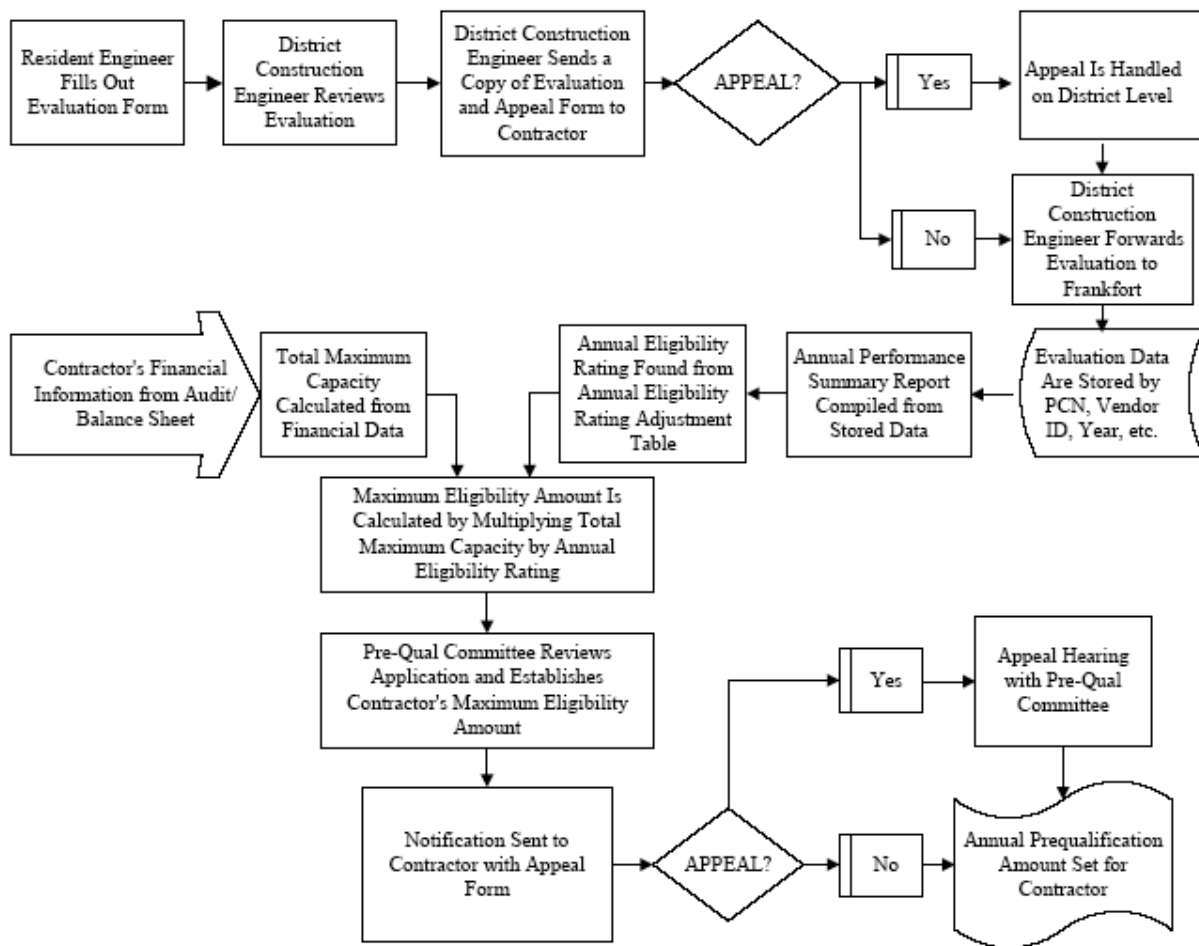 Resident Engineer
Fills Out
Evaluation Form
District
Construction
Engineer Reviews
Evaluation
District Construction
Engineer Sends a
Copy of Evaluation
and Appeal Form to
Contractor
APPEAL?
Yes
Appeal Is Handled
on District Level
No
District
Construction
Engineer Forwards
Evaluation to
Frankfort
Contractor's Financial
Information from Audit/
Balance Sheet
Total Maximum
Capacity
Calculated from
Financial Data
Annual Eligibility
Rating Found from
Annual Eligibility
Rating Adjustment
Table
Annual Performance
Summary Report
Compiled from
Stored Data
Evaluation Data
Are Stored by
PCN, Vendor
ID, Year, etc.
Maximum Eligibility Amount Is
Calculated by Multiplying Total
Maximum Capacity by Annual
Eligibility Rating
Pre-Qual Committee Reviews
Application and Establishes
Contractor's Maximum Eligibility
Amount
Yes
Appeal Hearing
with Pre-Qual
Committee
Notification Sent to
Contractor with Appeal
Form
APPEAL?
No
Annual Prequalification
Amount Set for
Contractor